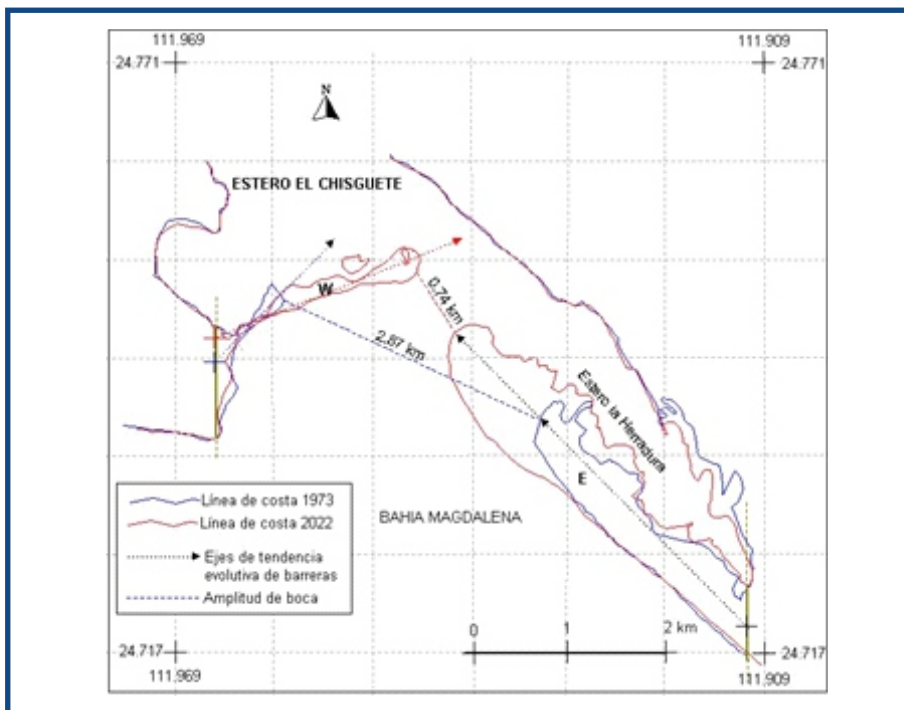 111.969
111.909
24.771
24.771
N
ESTERO EL CHISGUETE
W
0.74 km
2.87 km
Estero la Herradura
E
BAHIA MAGDALENA
Línea de costa 1973
Línea de costa 2022
Ejes de tendencia
evolutiva de barreras
Amplitud de boca
0
1
2 km
24.717
24.717
111.969
111.909